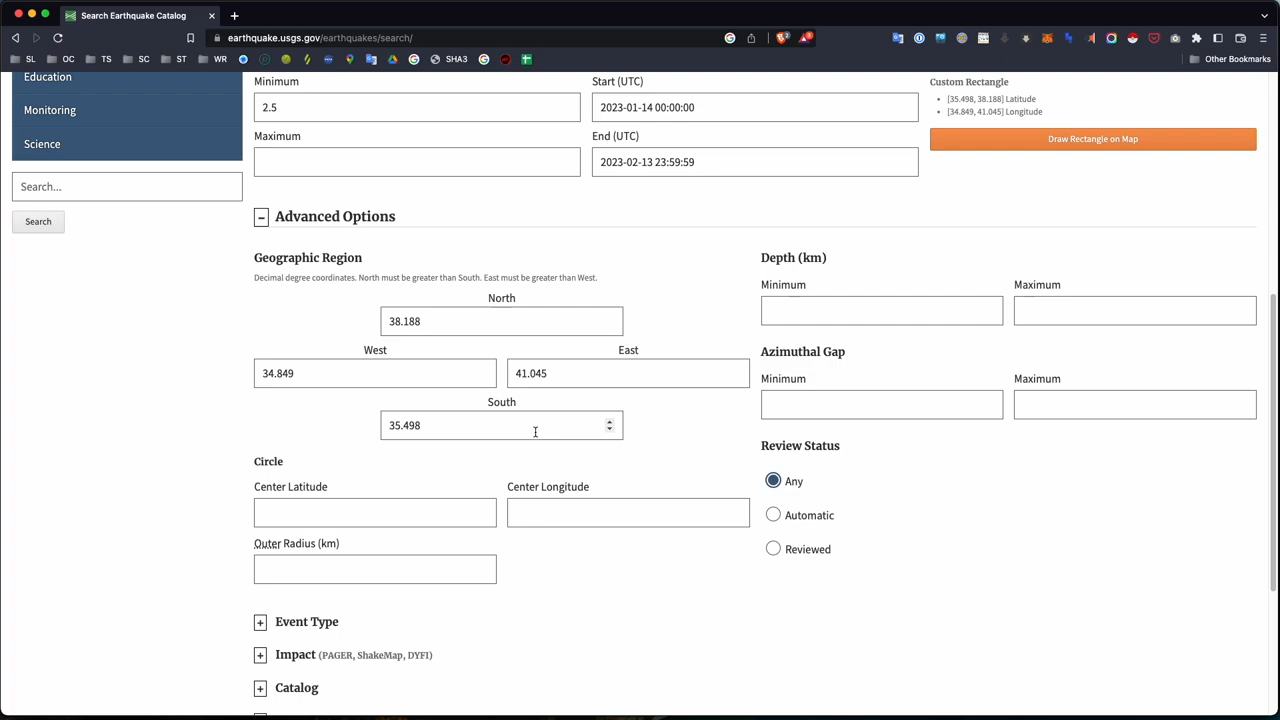 Search Earthquake Catalog
earthquake.usgs.gov/earthquakes/search/
SL OC TS SC ST WR SHA3 Other Bookmarks
Education
Monitoring
Science
Search...
Search
Minimum
2.5
Maximum
Start (UTC)
2023-01-14 00:00:00
End (UTC)
2023-02-13 23:59:59
Custom Rectangle
[35.498, 38.188] Latitude
[34.849, 41.045] Longitude
Draw Rectangle on Map
Advanced Options
Geographic Region
Decimal degree coordinates. North must be greater than South. East must be greater than West.
North
38.188
West
34.849
East
41.045
South
35.498
Circle
Center Latitude
Center Longitude
Outer Radius (km)
Depth (km)
Minimum
Maximum
Azimuthal Gap
Minimum
Maximum
Review Status
Any
Automatic
Reviewed
+ Event Type
+ Impact (PAGER, ShakeMap, DYFI)
+ Catalog